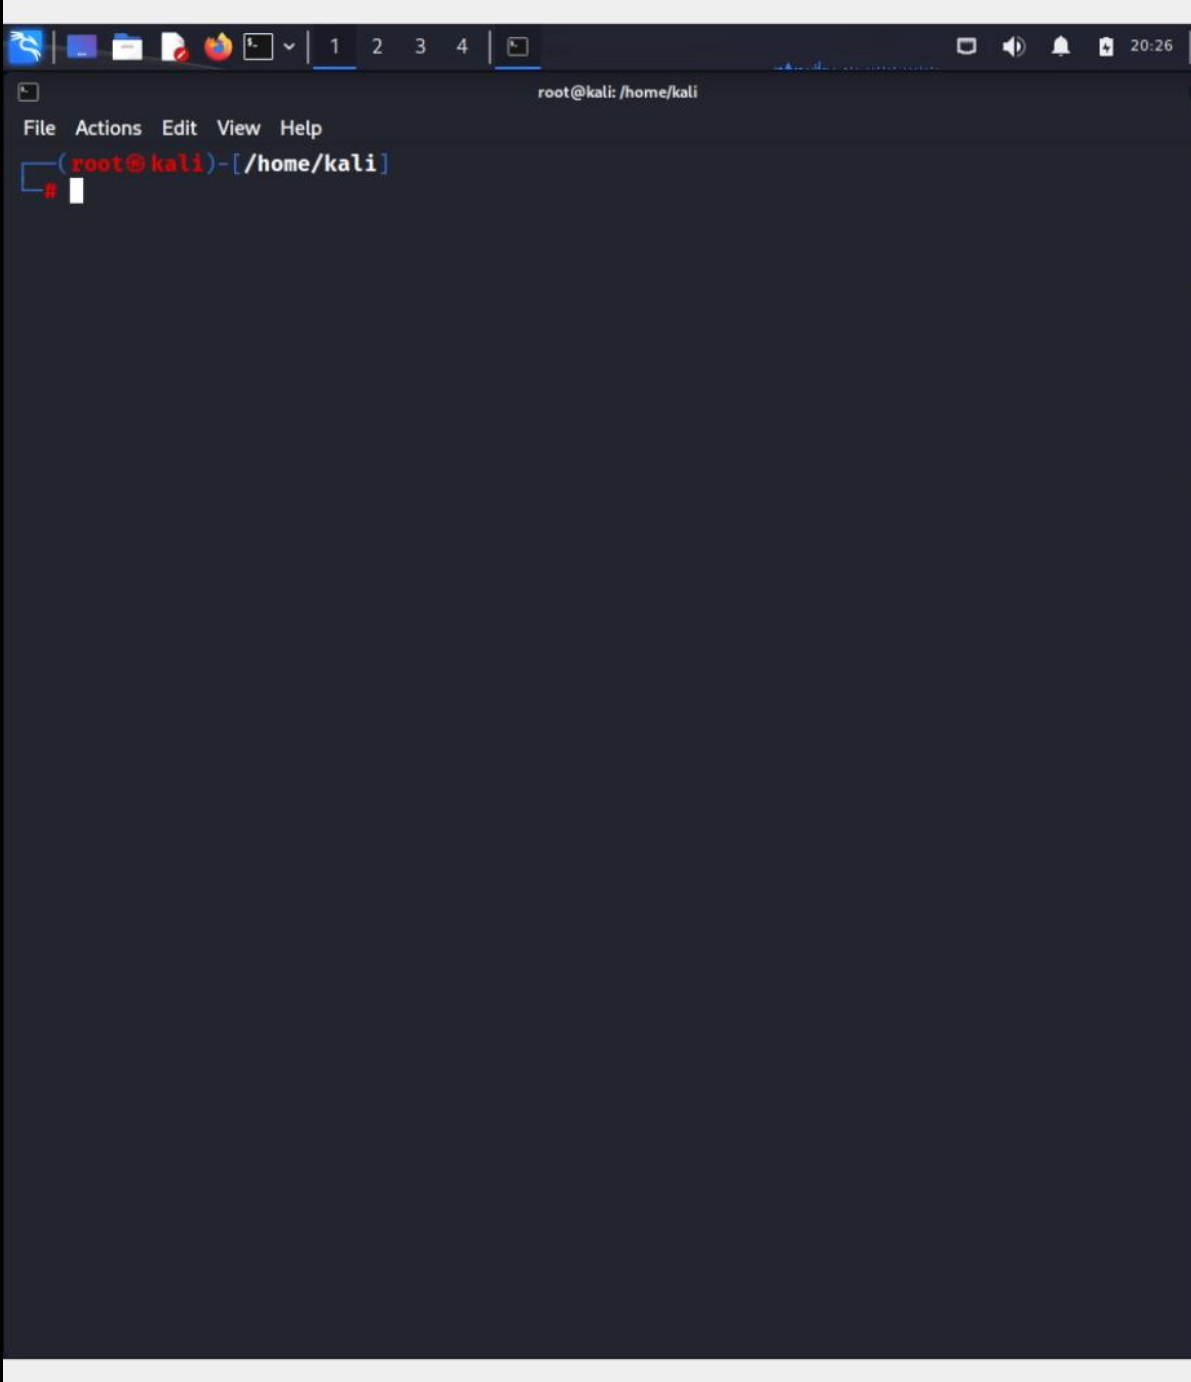 1 2 3 4 20:26
root@kali: /home/kali
File Actions Edit View Help
┌──(root㉿kali)-[/home/kali]
└─#